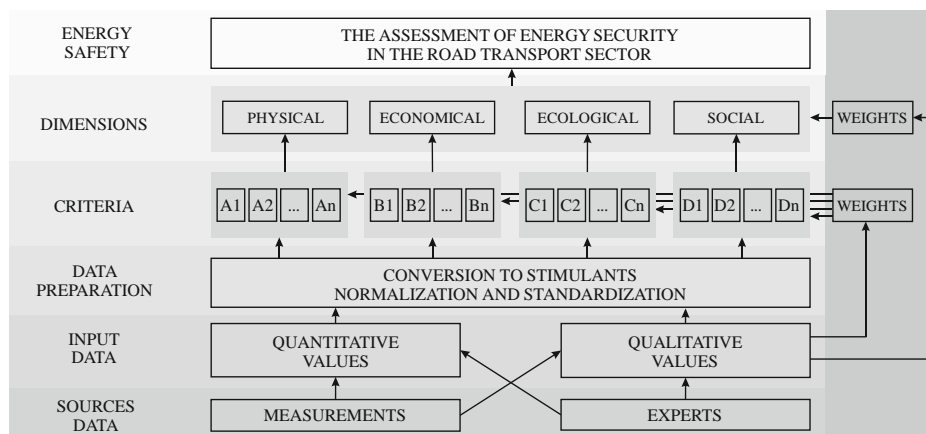 ENERGY
SAFETY
THE ASSESSMENT OF ENERGY SECURITY
IN THE ROAD TRANSPORT SECTOR
DIMENSIONS
PHYSICAL
ECONOMICAL
ECOLOGICAL
SOCIAL
WEIGHTS
CRITERIA
A1 A2 ... An
B1 B2 ... Bn
C1 C2 ... Cn
D1 D2 ... Dn
WEIGHTS
DATA
PREPARATION
CONVERSION TO STIMULANTS
NORMALIZATION AND STANDARDIZATION
INPUT
DATA
QUANTITATIVE
VALUES
QUALITATIVE
VALUES
SOURCES
DATA
MEASUREMENTS
EXPERTS